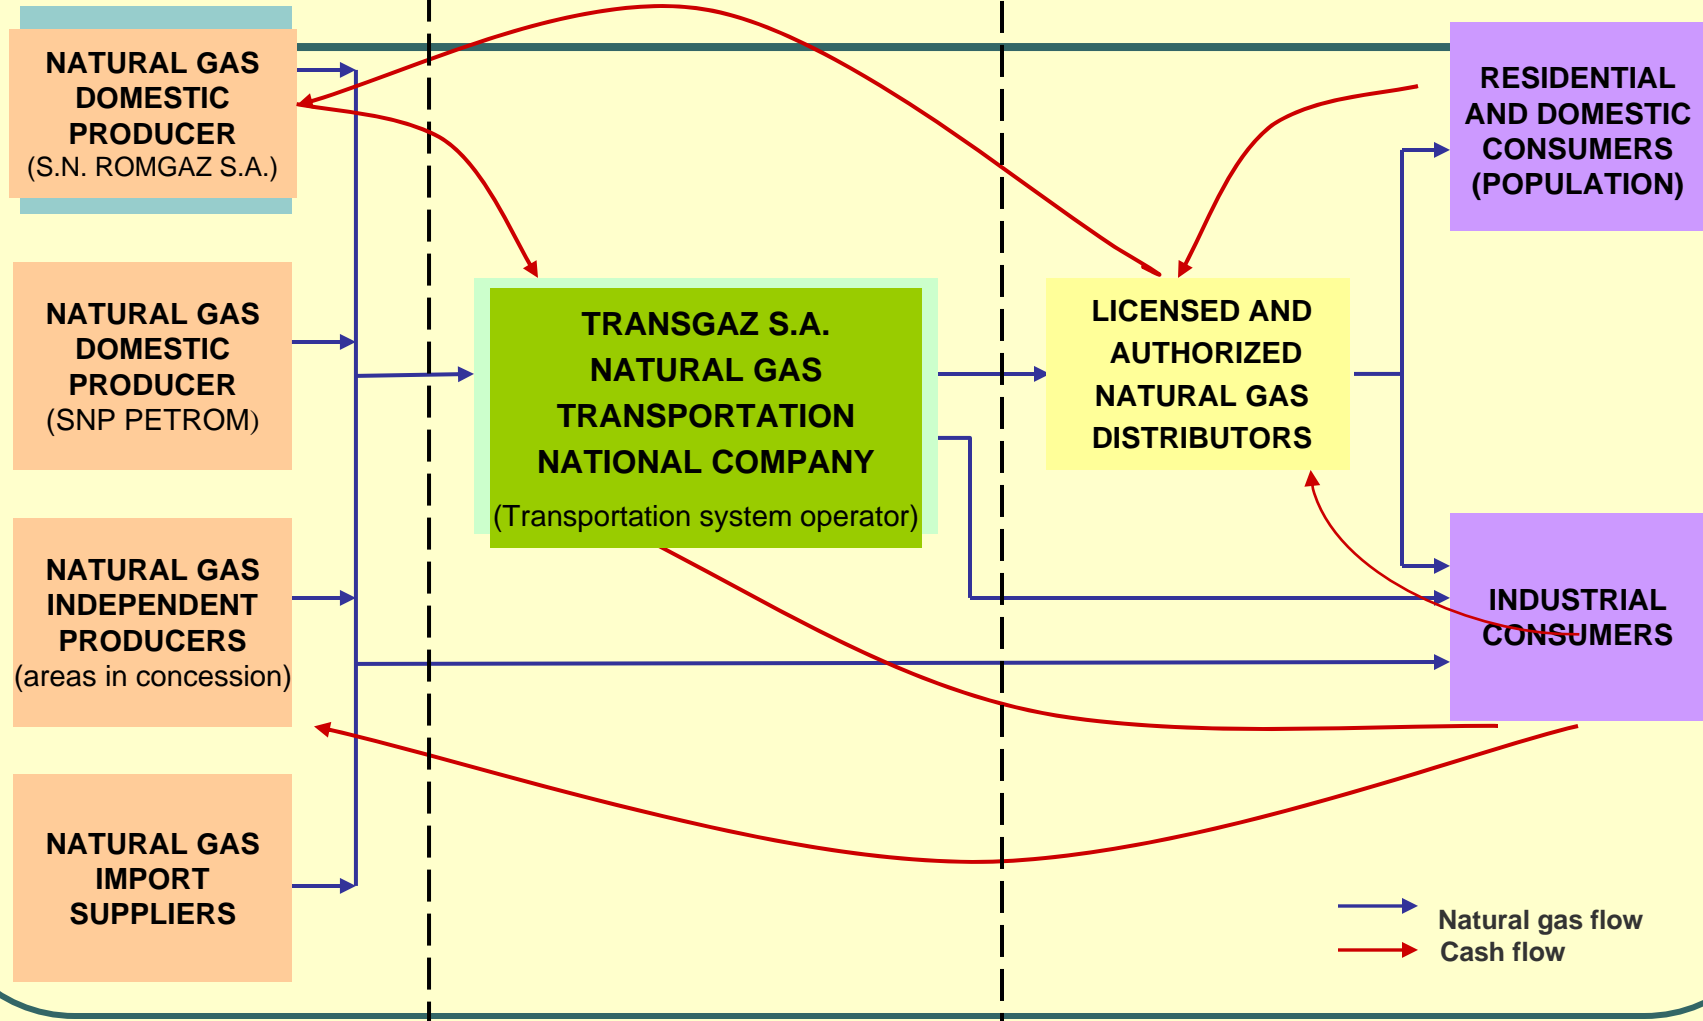 NATURAL GAS
DOMESTIC
PRODUCER
(S.N. ROMGAZ S.A.)
NATURAL GAS
DOMESTIC
PRODUCER
(SNP PETROM)
NATURAL GAS
INDEPENDENT
PRODUCERS
(areas in concession)
NATURAL GAS
IMPORT
SUPPLIERS
TRANSGAZ S.A.
NATURAL GAS
TRANSPORTATION
NATIONAL COMPANY
(Transportation system operator)
LICENSED AND
AUTHORIZED
NATURAL GAS
DISTRIBUTORS
RESIDENTIAL
AND DOMESTIC
CONSUMERS
(POPULATION)
INDUSTRIAL
CONSUMERS
Natural gas flow
Cash flow